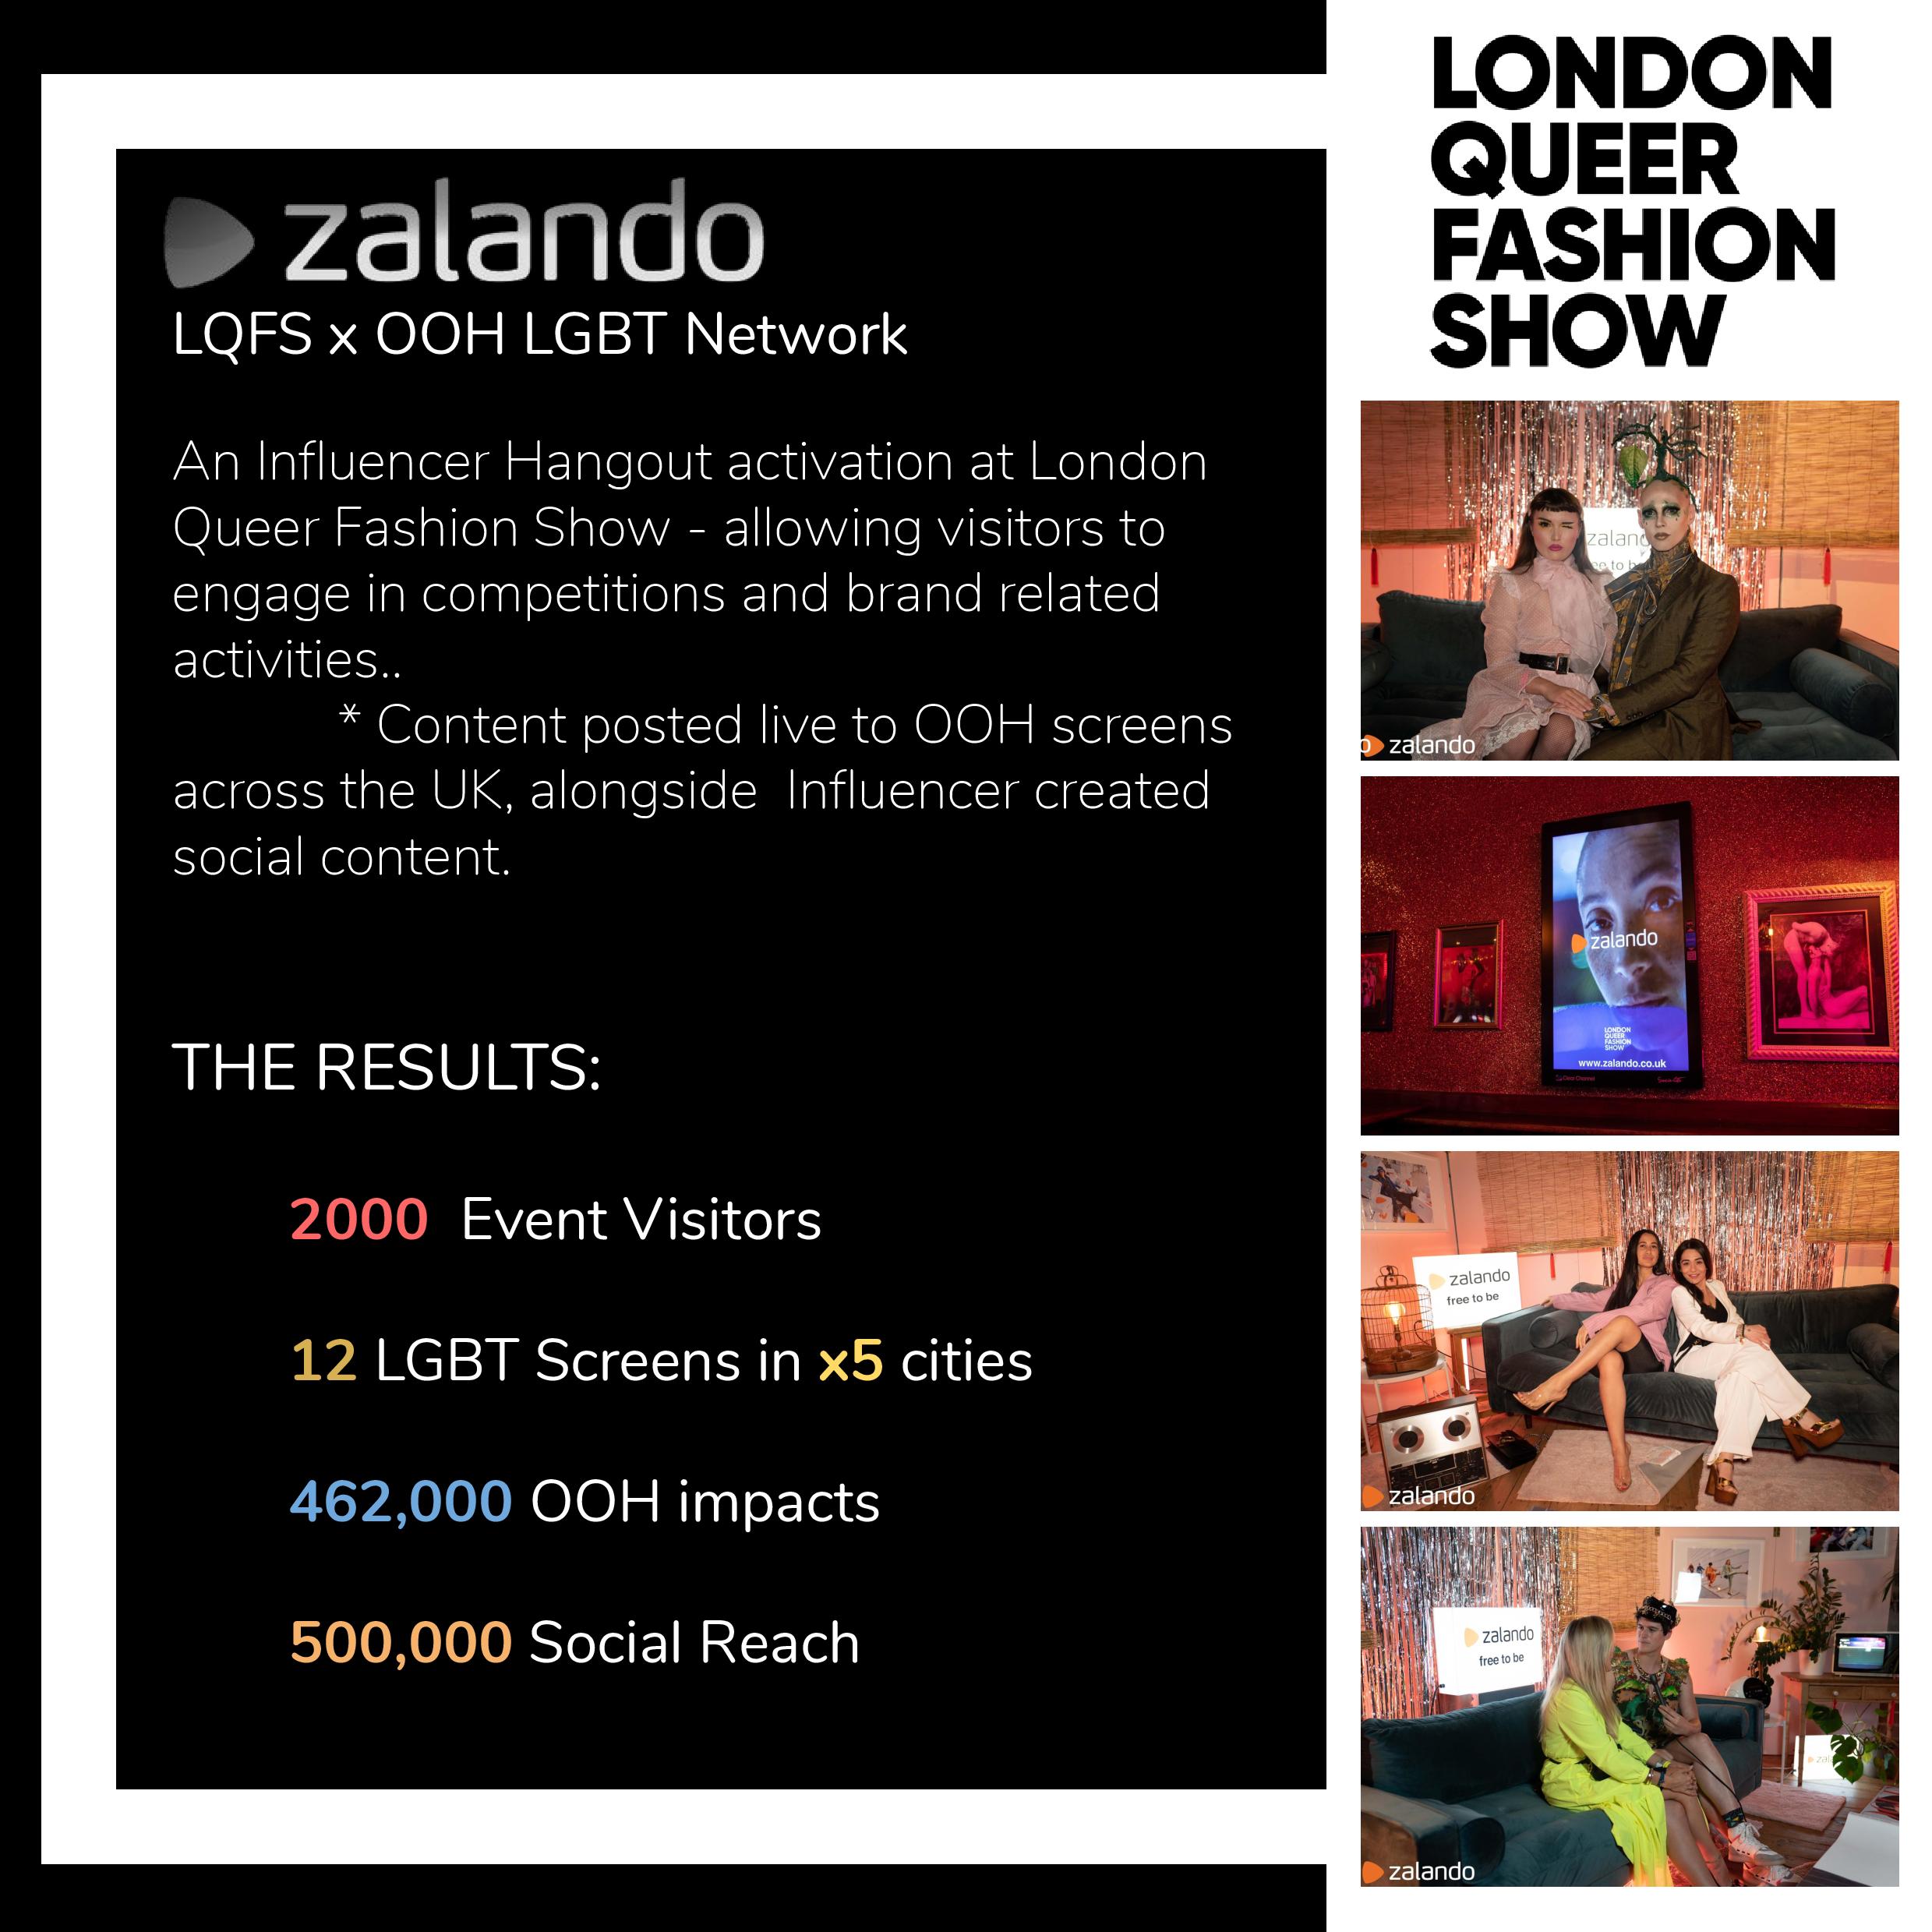 zalando
LQFS x OOH LGBT Network
An Influencer Hangout activation at London
Queer Fashion Show - allowing visitors to
engage in competitions and brand related
activities..
* Content posted live to OOH screens
across the UK, alongside  Influencer created
social content.
THE RESULTS:
2000  Event Visitors
12 LGBT Screens in x5 cities
462,000 OOH impacts
500,000 Social Reach
LONDON
QUEER
FASHION
SHOW
zalando
zalando
LONDON
QUEER
FASHION
SHOW
www.zalando.co.uk
zalando
free to be
zalando
zalando
free to be
zalando